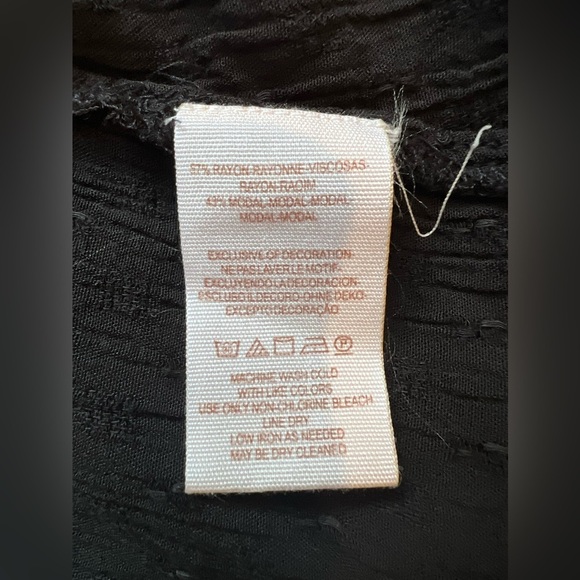 57% RAYON-RAYONNE-VISCOSAS-
RAYON-RAOIM
43% MODAL-MODAL-MODAL-
MODAL-MODAL
EXCLUSIVE OF DECORATION-
NE PAS LAVER LE MOTIF-
EXCLUYENDO LA DECORACION-
ESCLUSO IL DECORO-OHNE DEKO-
EXCEPTO DECORAÇÃO
P
MACHINE WASH COLD
WITH LIKE COLORS
USE ONLY NON-CHLORINE BLEACH
LINE DRY
LOW IRON AS NEEDED
MAY BE DRY CLEANED